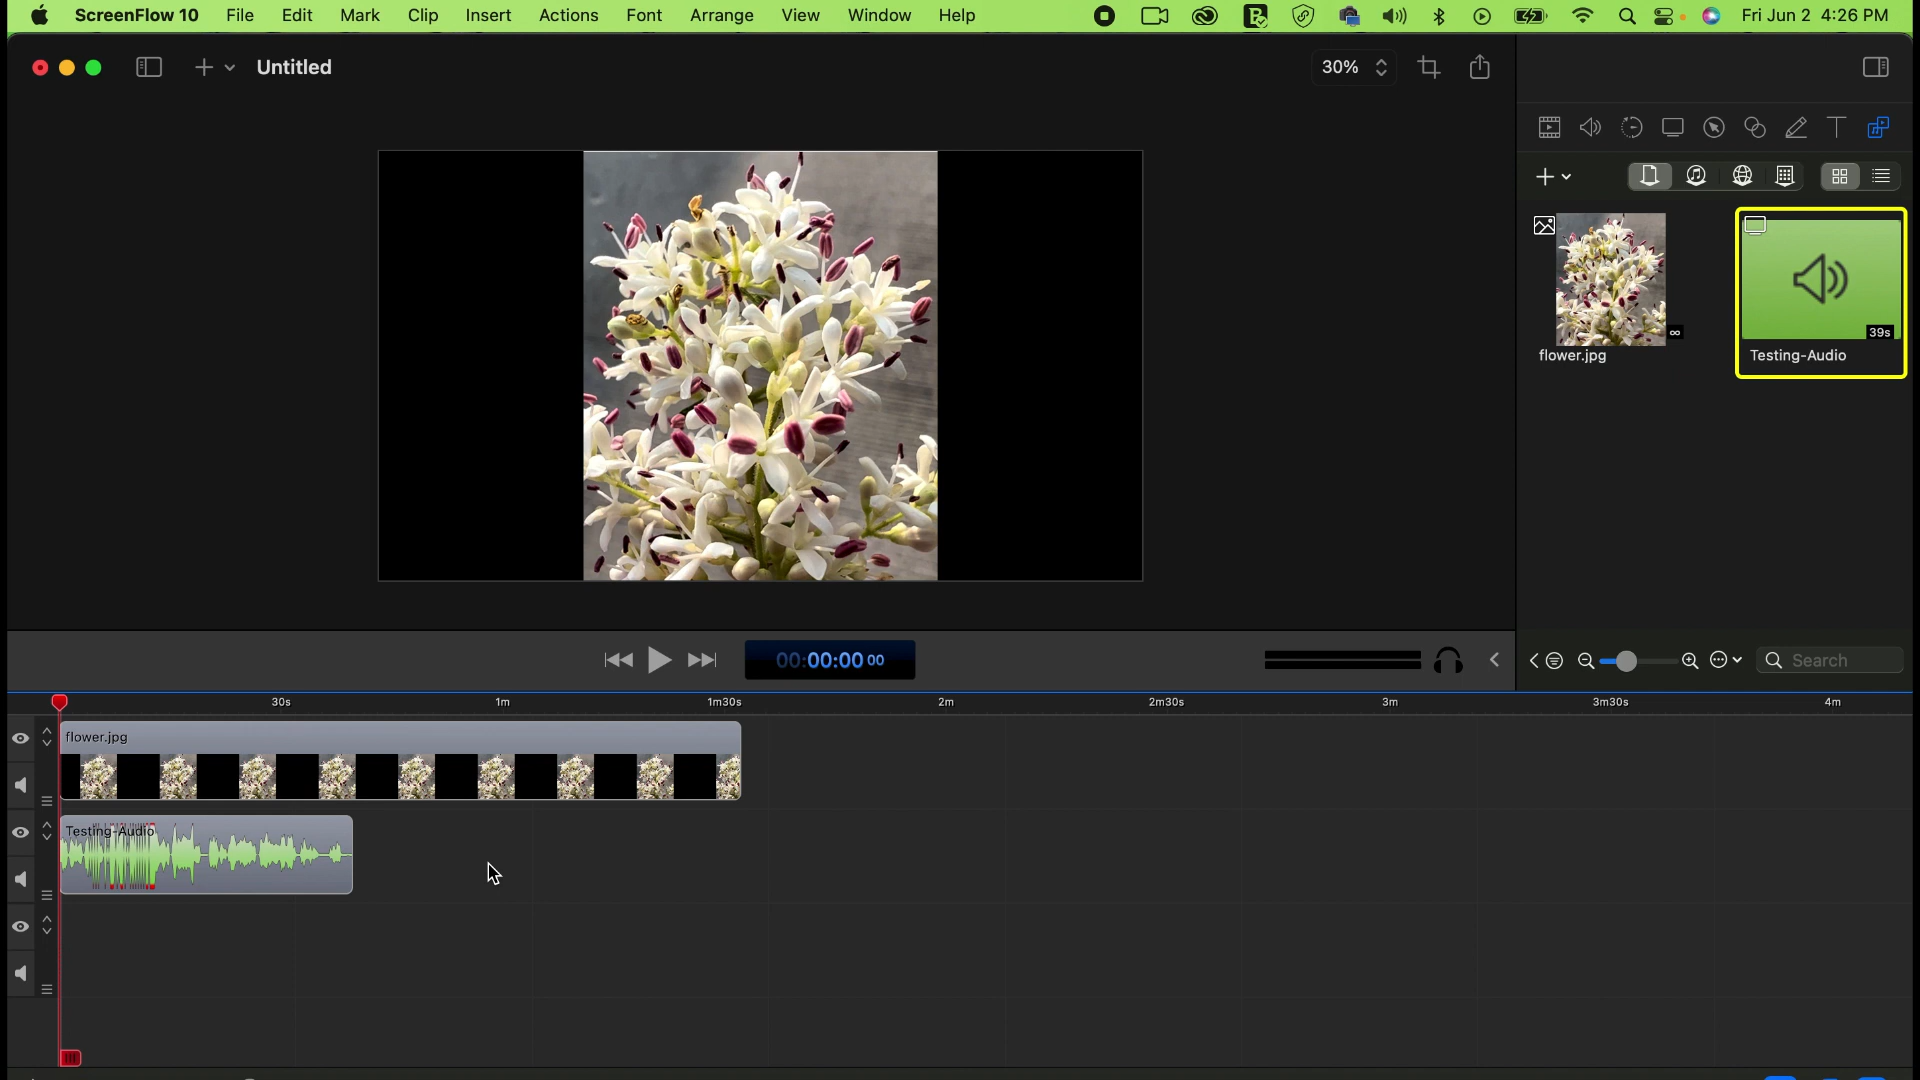 ScreenFlow 10 File Edit Mark Clip Insert Actions Font Arrange View Window Help Fri Jun 2 4:26 PM
Untitled
30%
39s
flower.jpg
Testing-Audio
00:00:00 00
Search
30s 1m 1m30s 2m 2m30s 3m 3m30s 4m
flower.jpg
Testing-Audio